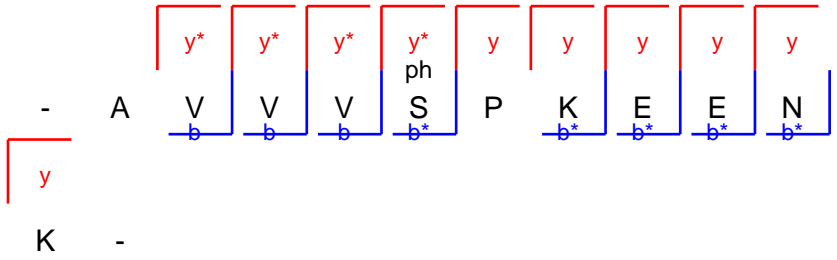 y* y* y* y* y y y y y
ph
- A V V V S P K E E N
b b b b* b* b* b* b*
y
K -